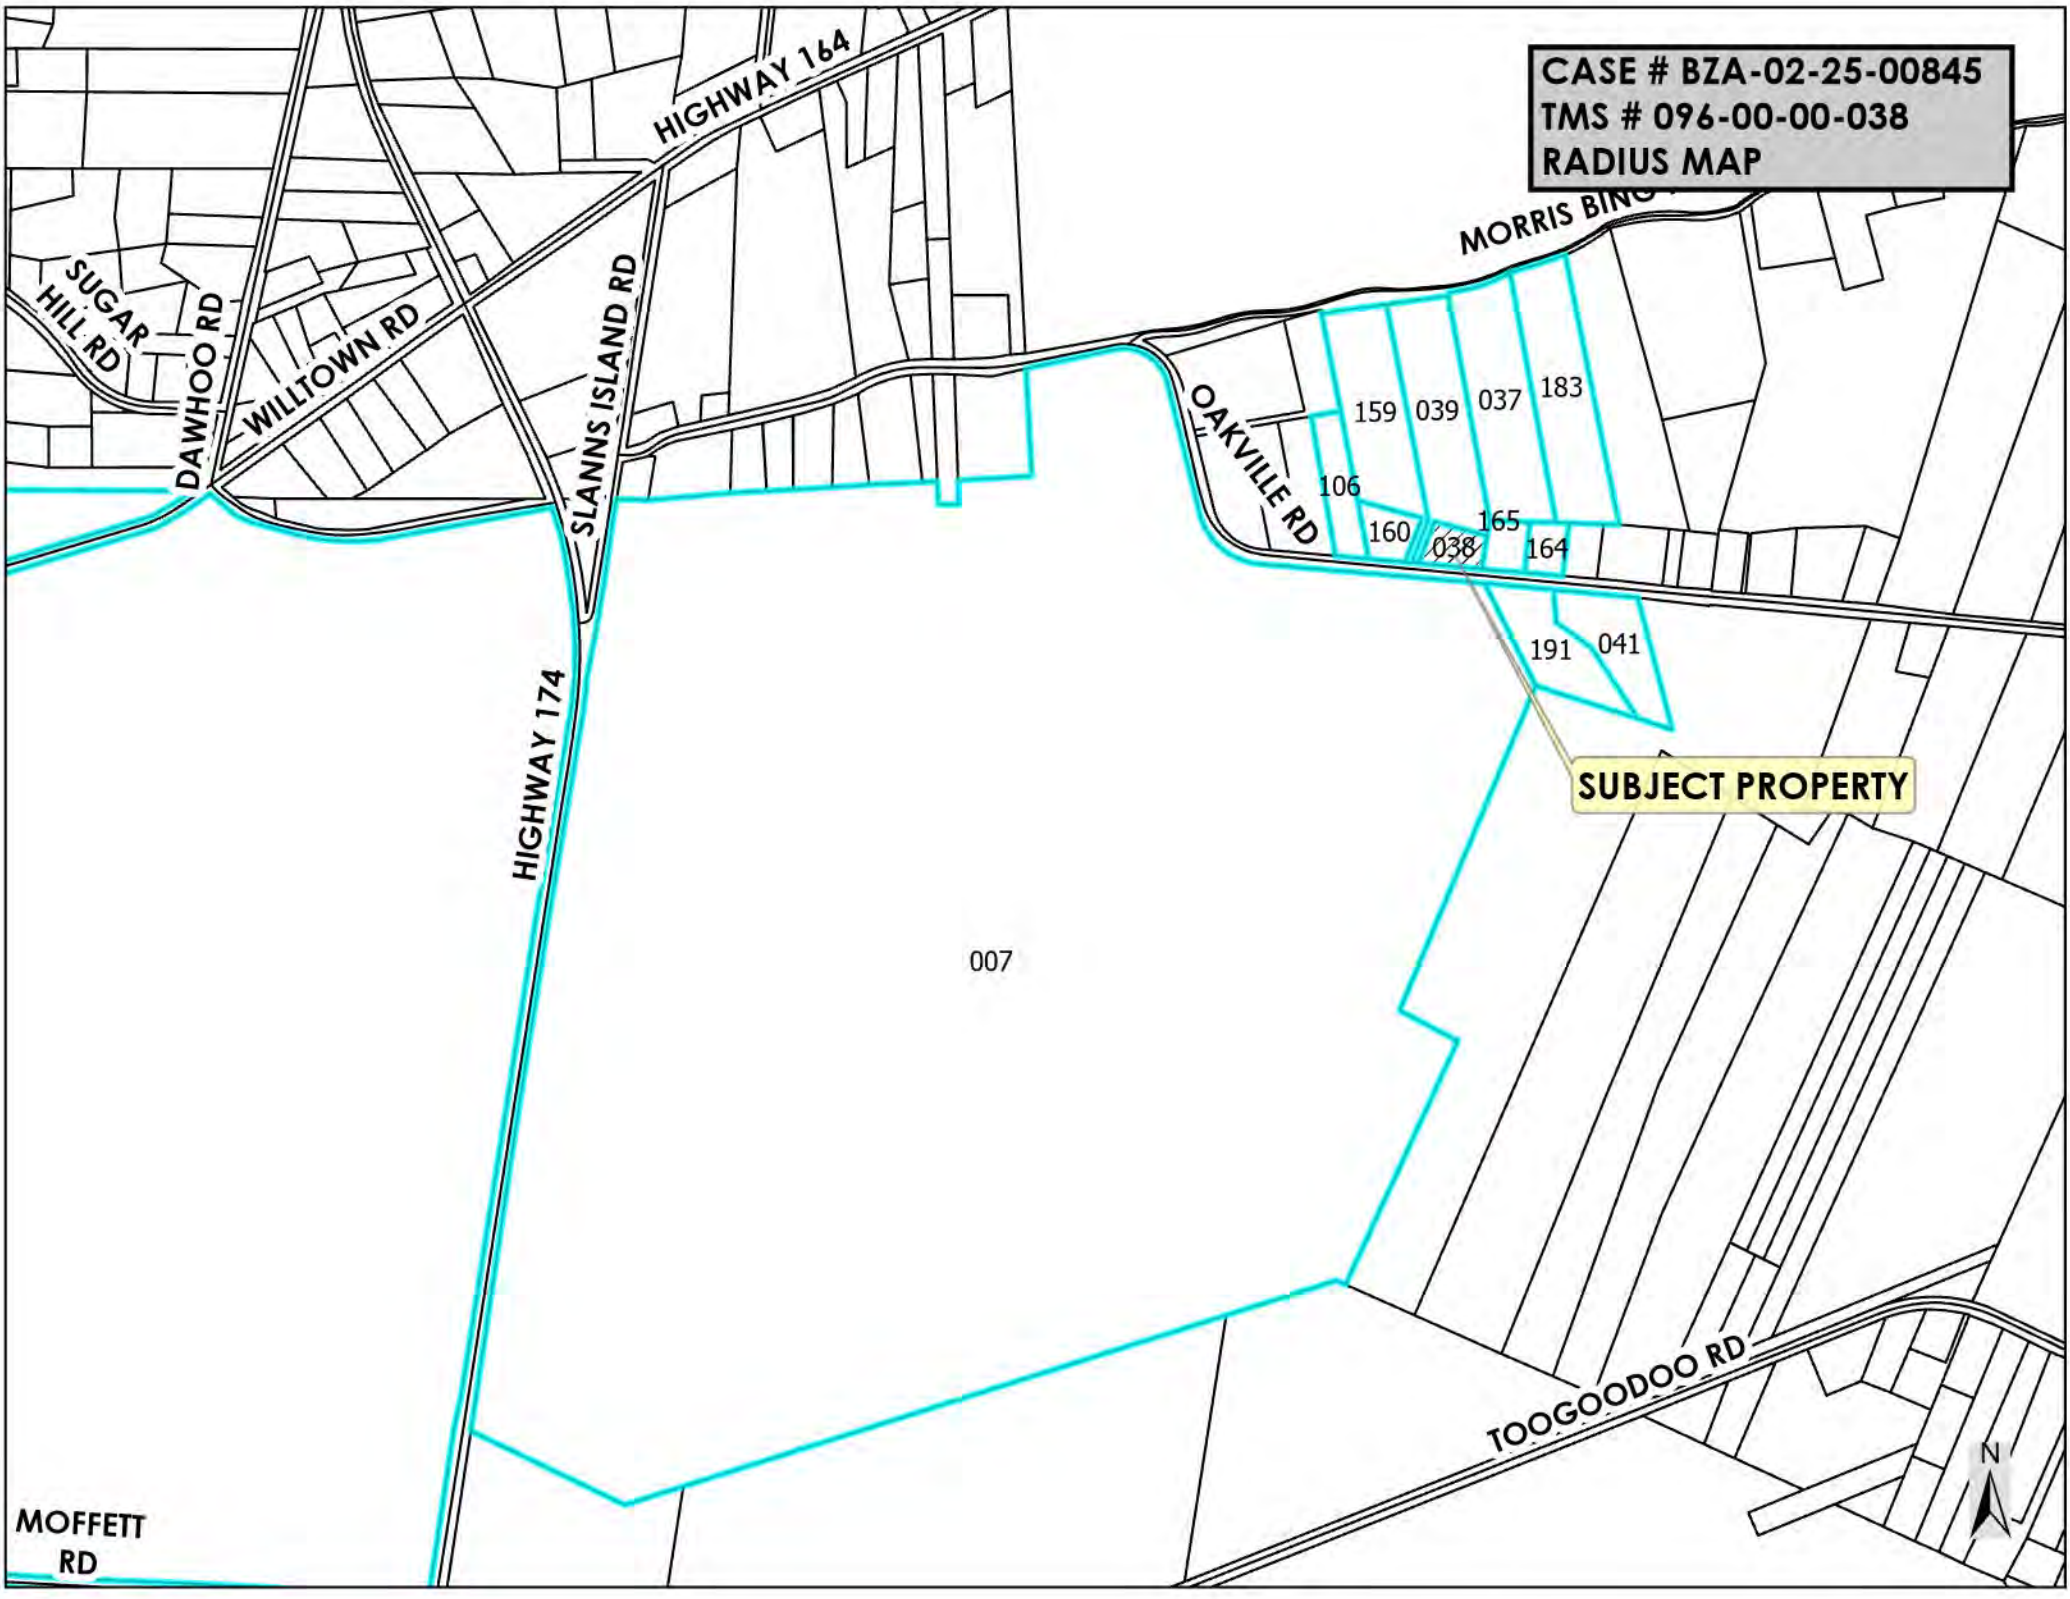 CASE # BZA-02-25-00845
TMS # 096-00-00-038
RADIUS MAP
HIGHWAY 164
MORRIS BING
SUGAR
HILL RD
DAWHOO RD
WILLTOWN RD
SLANNS ISLAND RD
OAKVILLE RD
159
039
037
183
106
160
038
165
164
191
041
HIGHWAY 174
SUBJECT PROPERTY
007
TOOGOODOO RD
MOFFETT
RD
N